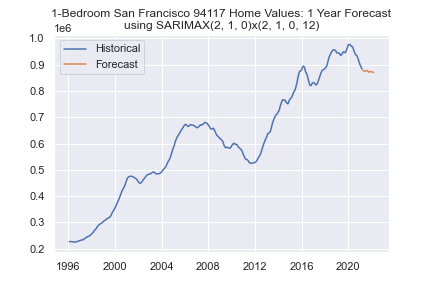 1-Bedroom San Francisco 94117 Home Values: 1 Year Forecast
using SARIMAX(2, 1, 0)x(2, 1, 0, 12)
1e6
Historical
Forecast
1.0
0.9
0.8
0.7
0.6
0.5
0.4
0.3
0.2
1996 2000 2004 2008 2012 2016 2020